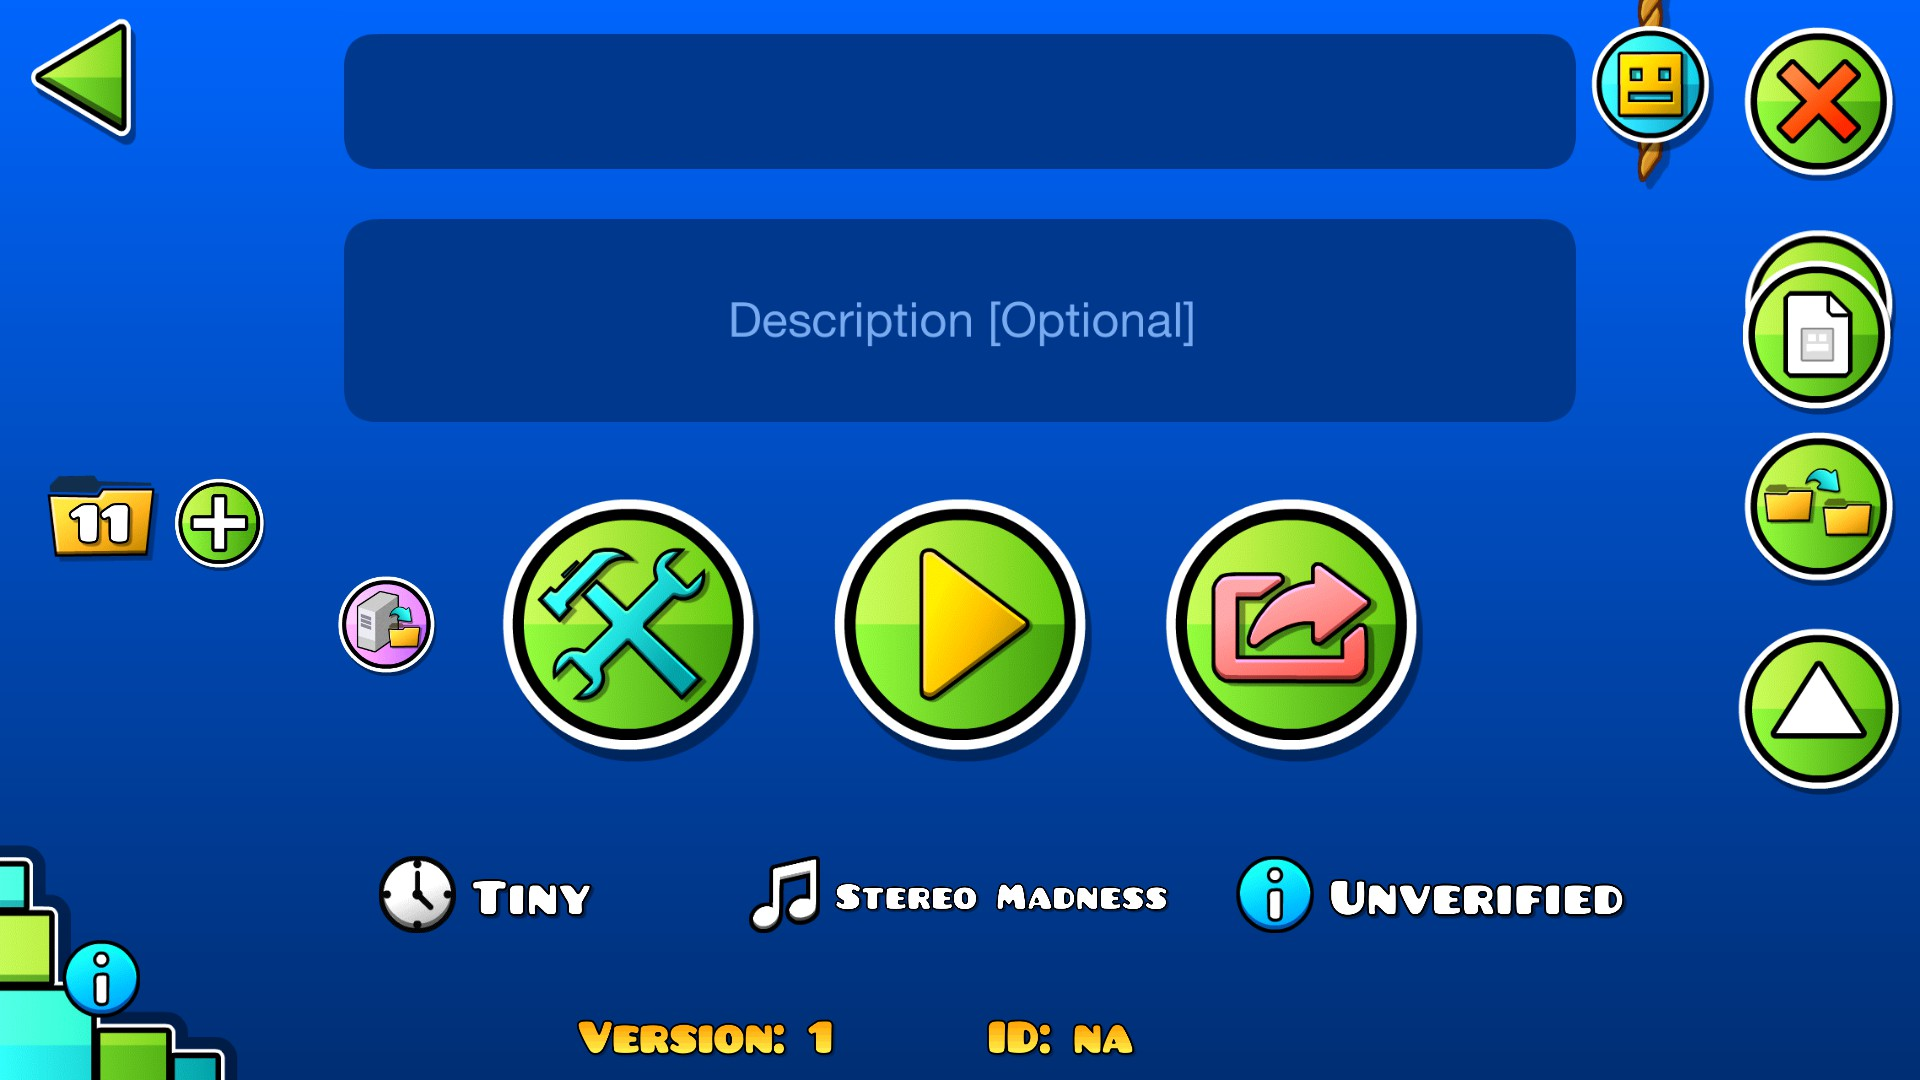 Description [Optional]
11
Tiny
Stereo Madness
Unverified
Version: 1
ID: na